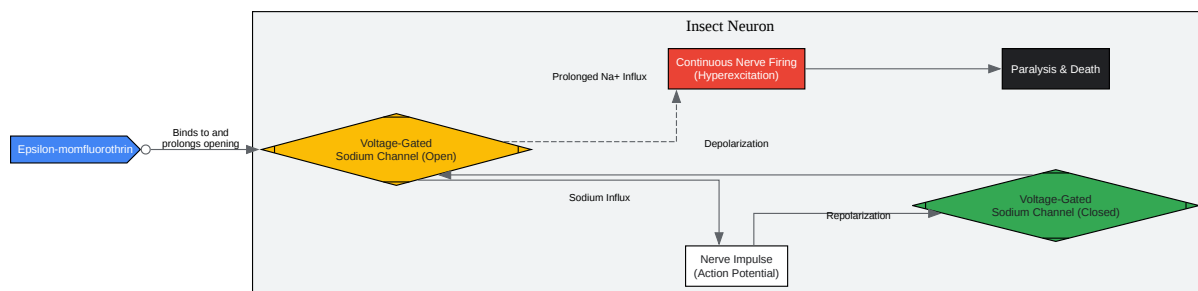 Insect Neuron
Continuous Nerve Firing
(Hyperexcitation)
Paralysis & Death
Prolonged Na+ Influx
Epsilon-momfluorothrin
Binds to and
prolongs opening
Voltage-Gated
Sodium Channel (Open)
Depolarization
Sodium Influx
Voltage-Gated
Sodium Channel (Closed)
Repolarization
Nerve Impulse
(Action Potential)